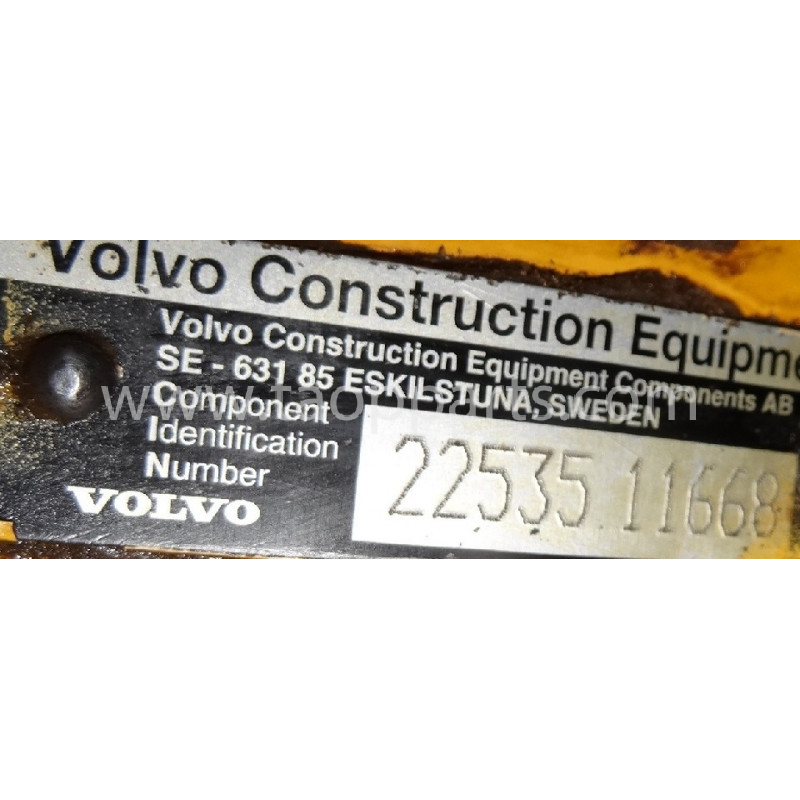 Volvo Construction Equipme
Volvo Construction Equipment Components AB
SE - 631 85 ESKILSTUNA, SWEDEN
Component
Identification
Number
22535 11668
VOLVO
www.taopparts.com